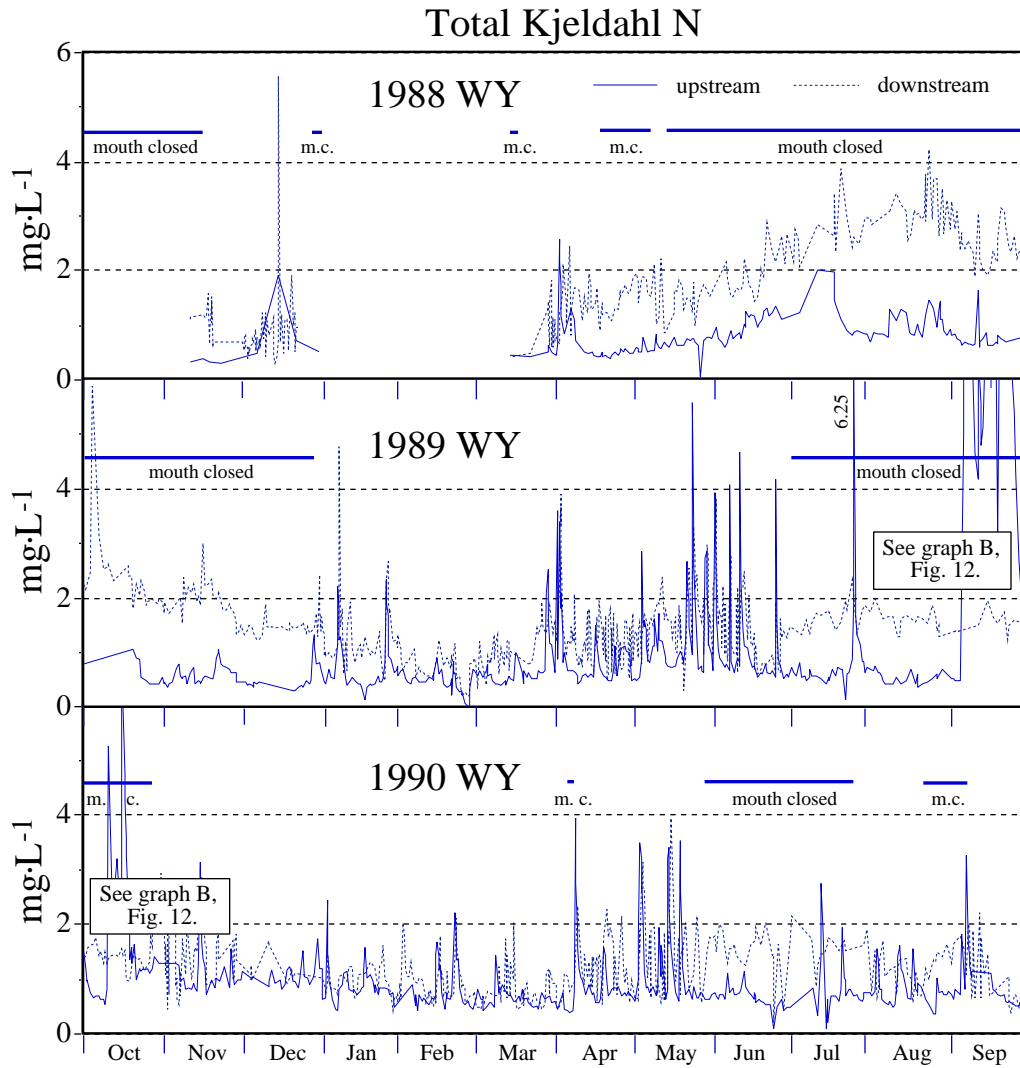 Total Kjeldahl N
6
1988 WY
upstream
downstream
mouth closed
m.c.
m.c.
m.c.
mouth closed
4
mg·L-1
2
0
1989 WY
6.25
mouth closed
mouth closed
4
mg·L-1
See graph B,
Fig. 12.
2
0
1990 WY
m. c.
m. c.
mouth closed
m.c.
4
mg·L-1
See graph B,
Fig. 12.
2
0
Oct Nov Dec Jan Feb Mar Apr May Jun Jul Aug Sep